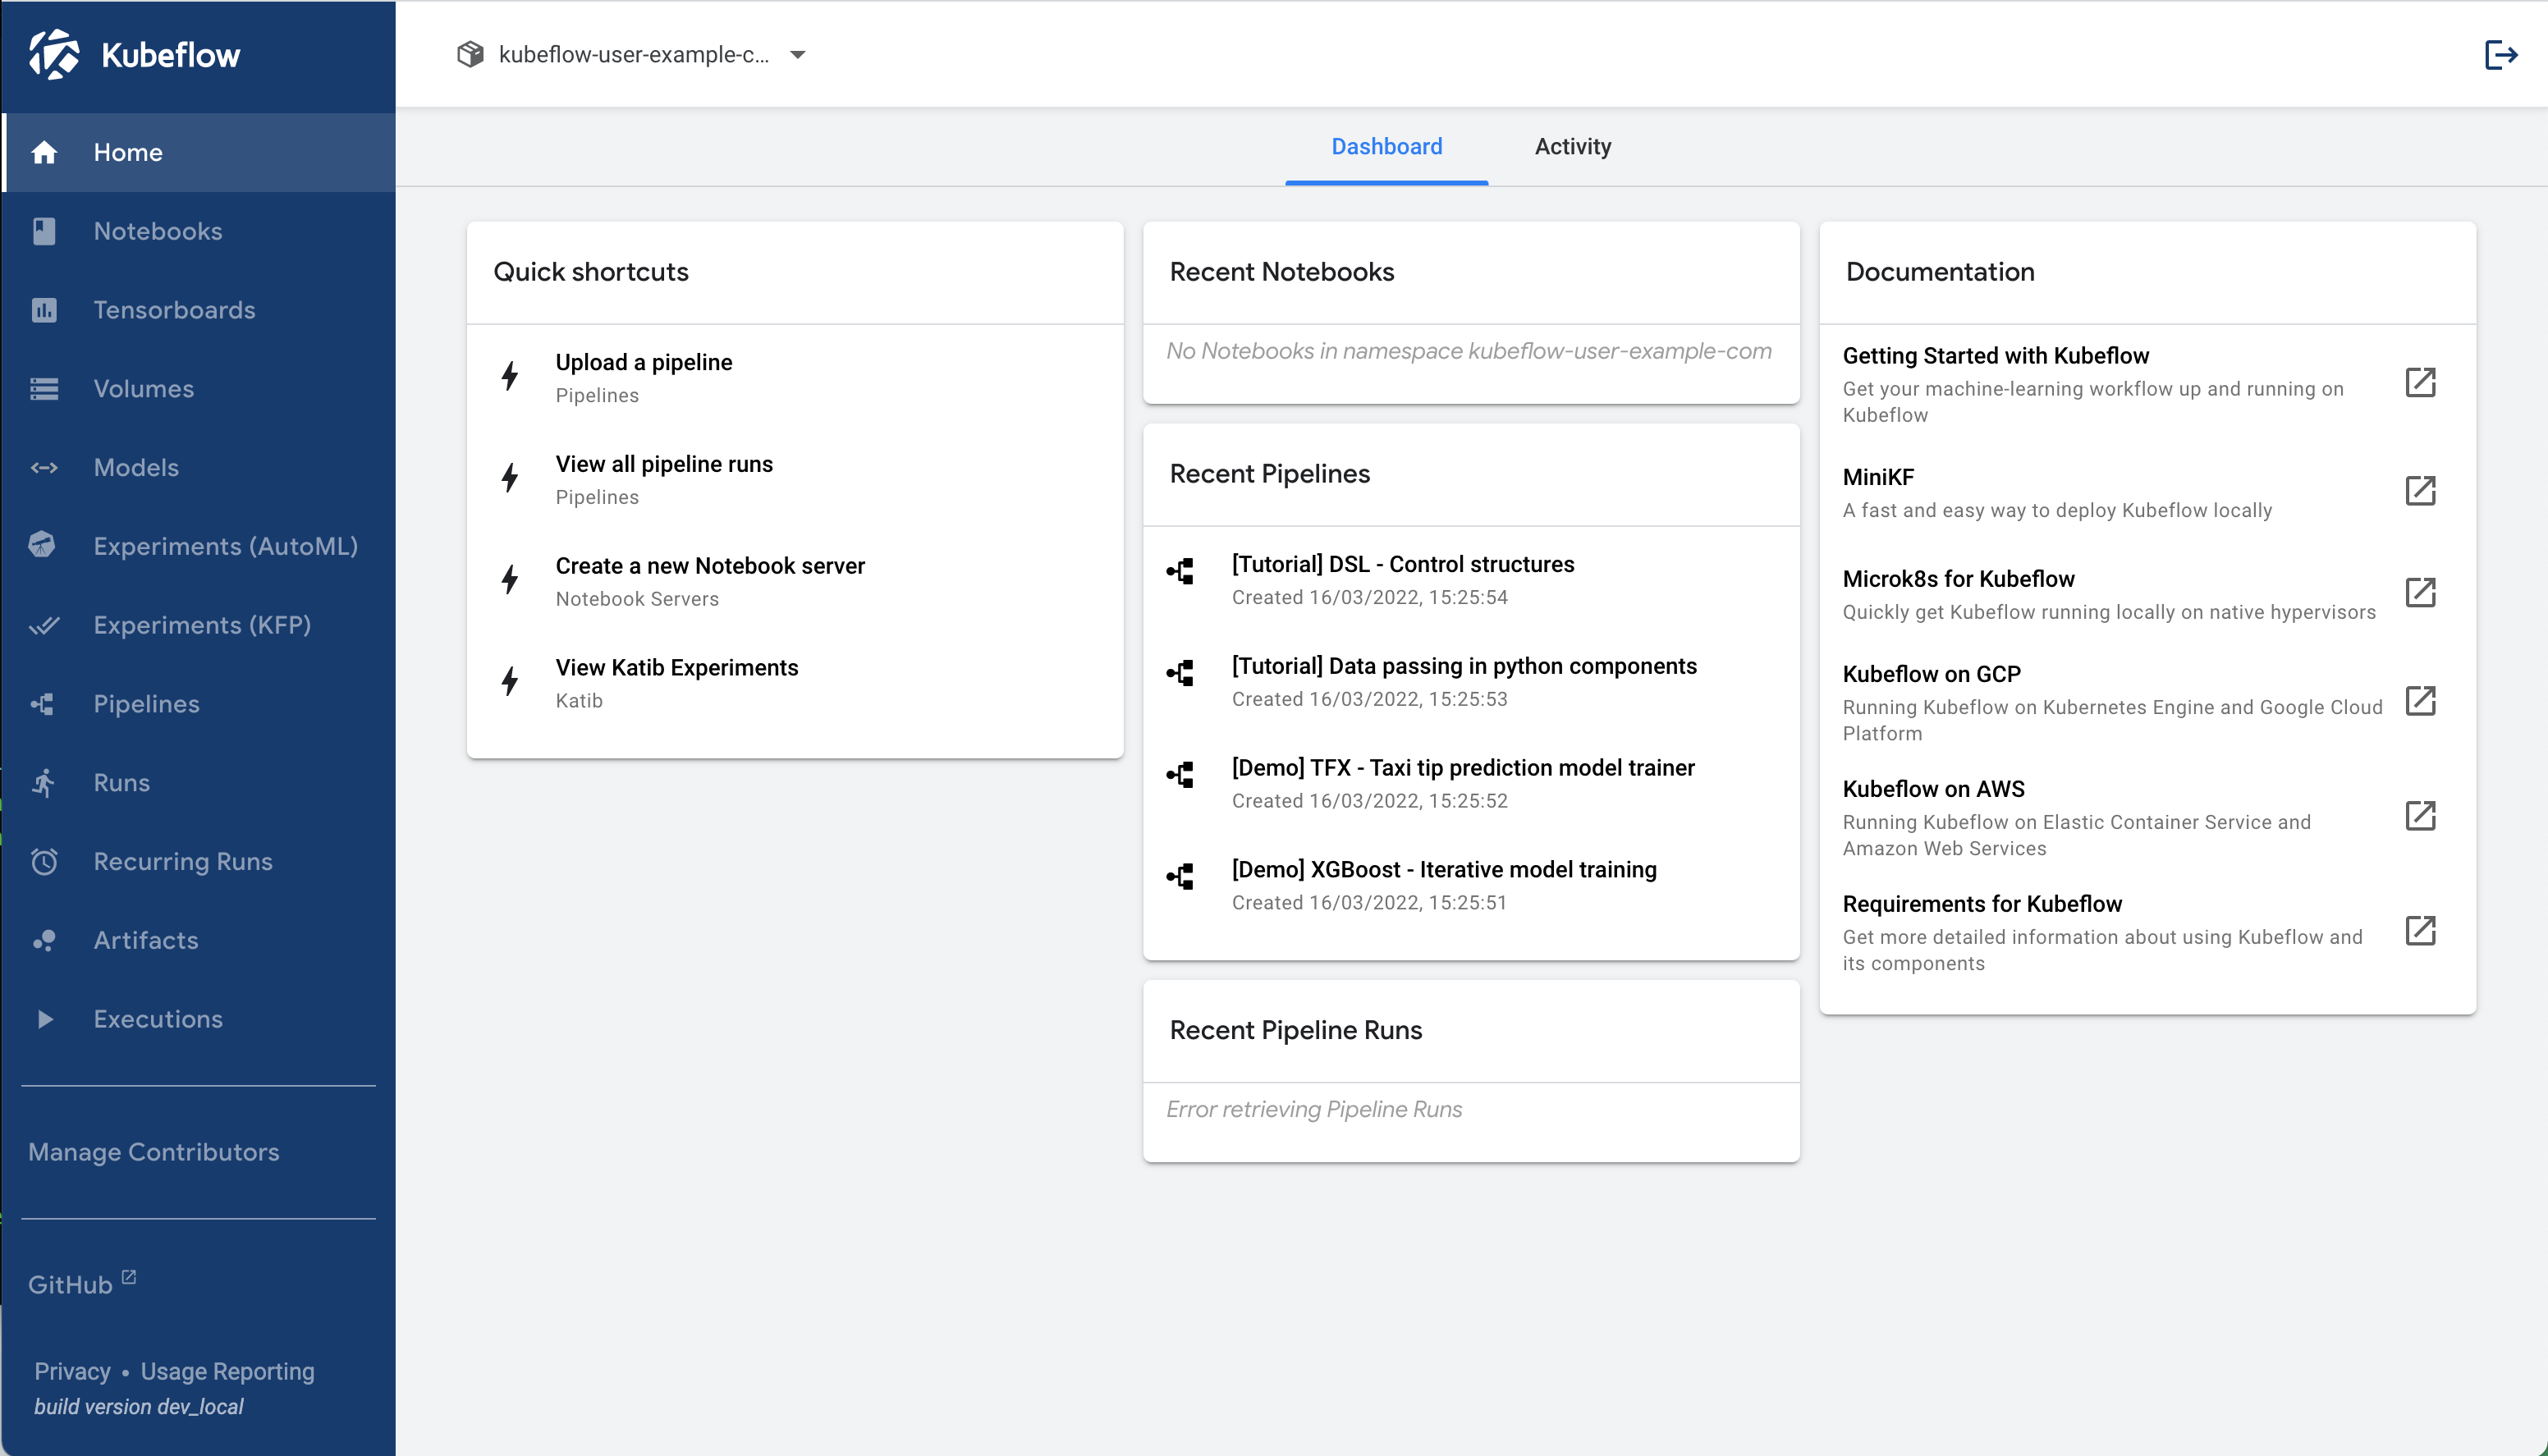 Kubeflow
Home
Notebooks
Tensorboards
Volumes
Models
Experiments (AutoML)
Experiments (KFP)
Pipelines
Runs
Recurring Runs
Artifacts
Executions
Manage Contributors
GitHub
Privacy • Usage Reporting
build version dev_local
kubeflow-user-example-c...
Dashboard
Activity
Quick shortcuts
Upload a pipeline
Pipelines
View all pipeline runs
Pipelines
Create a new Notebook server
Notebook Servers
View Katib Experiments
Katib
Recent Notebooks
No Notebooks in namespace kubeflow-user-example-com
Recent Pipelines
[Tutorial] DSL - Control structures
Created 16/03/2022, 15:25:54
[Tutorial] Data passing in python components
Created 16/03/2022, 15:25:53
[Demo] TFX - Taxi tip prediction model trainer
Created 16/03/2022, 15:25:52
[Demo] XGBoost - Iterative model training
Created 16/03/2022, 15:25:51
Recent Pipeline Runs
Error retrieving Pipeline Runs
Documentation
Getting Started with Kubeflow
Get your machine-learning workflow up and running on
Kubeflow
MiniKF
A fast and easy way to deploy Kubeflow locally
Microk8s for Kubeflow
Quickly get Kubeflow running locally on native hypervisors
Kubeflow on GCP
Running Kubeflow on Kubernetes Engine and Google Cloud
Platform
Kubeflow on AWS
Running Kubeflow on Elastic Container Service and
Amazon Web Services
Requirements for Kubeflow
Get more detailed information about using Kubeflow and
its components